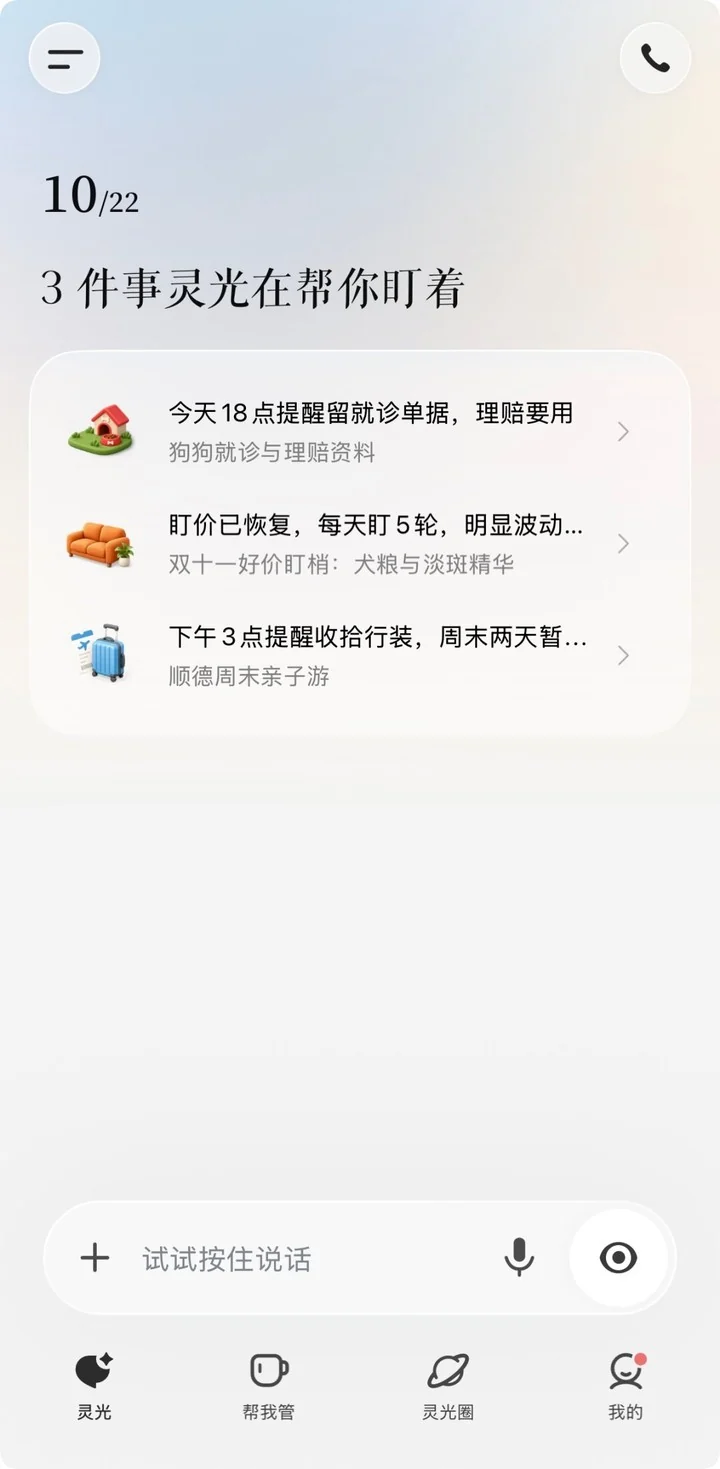 10/22
3 件事灵光在帮你盯着
今天18点提醒留就诊单据，理赔要用
狗狗就诊与理赔资料
盯价已恢复，每天盯5轮，明显波动...
双十一好价盯梢：犬粮与淡斑精华
下午3点提醒收拾行装，周末两天暂...
顺德周末亲子游
试试按住说话
灵光
帮我管
灵光圈
我的